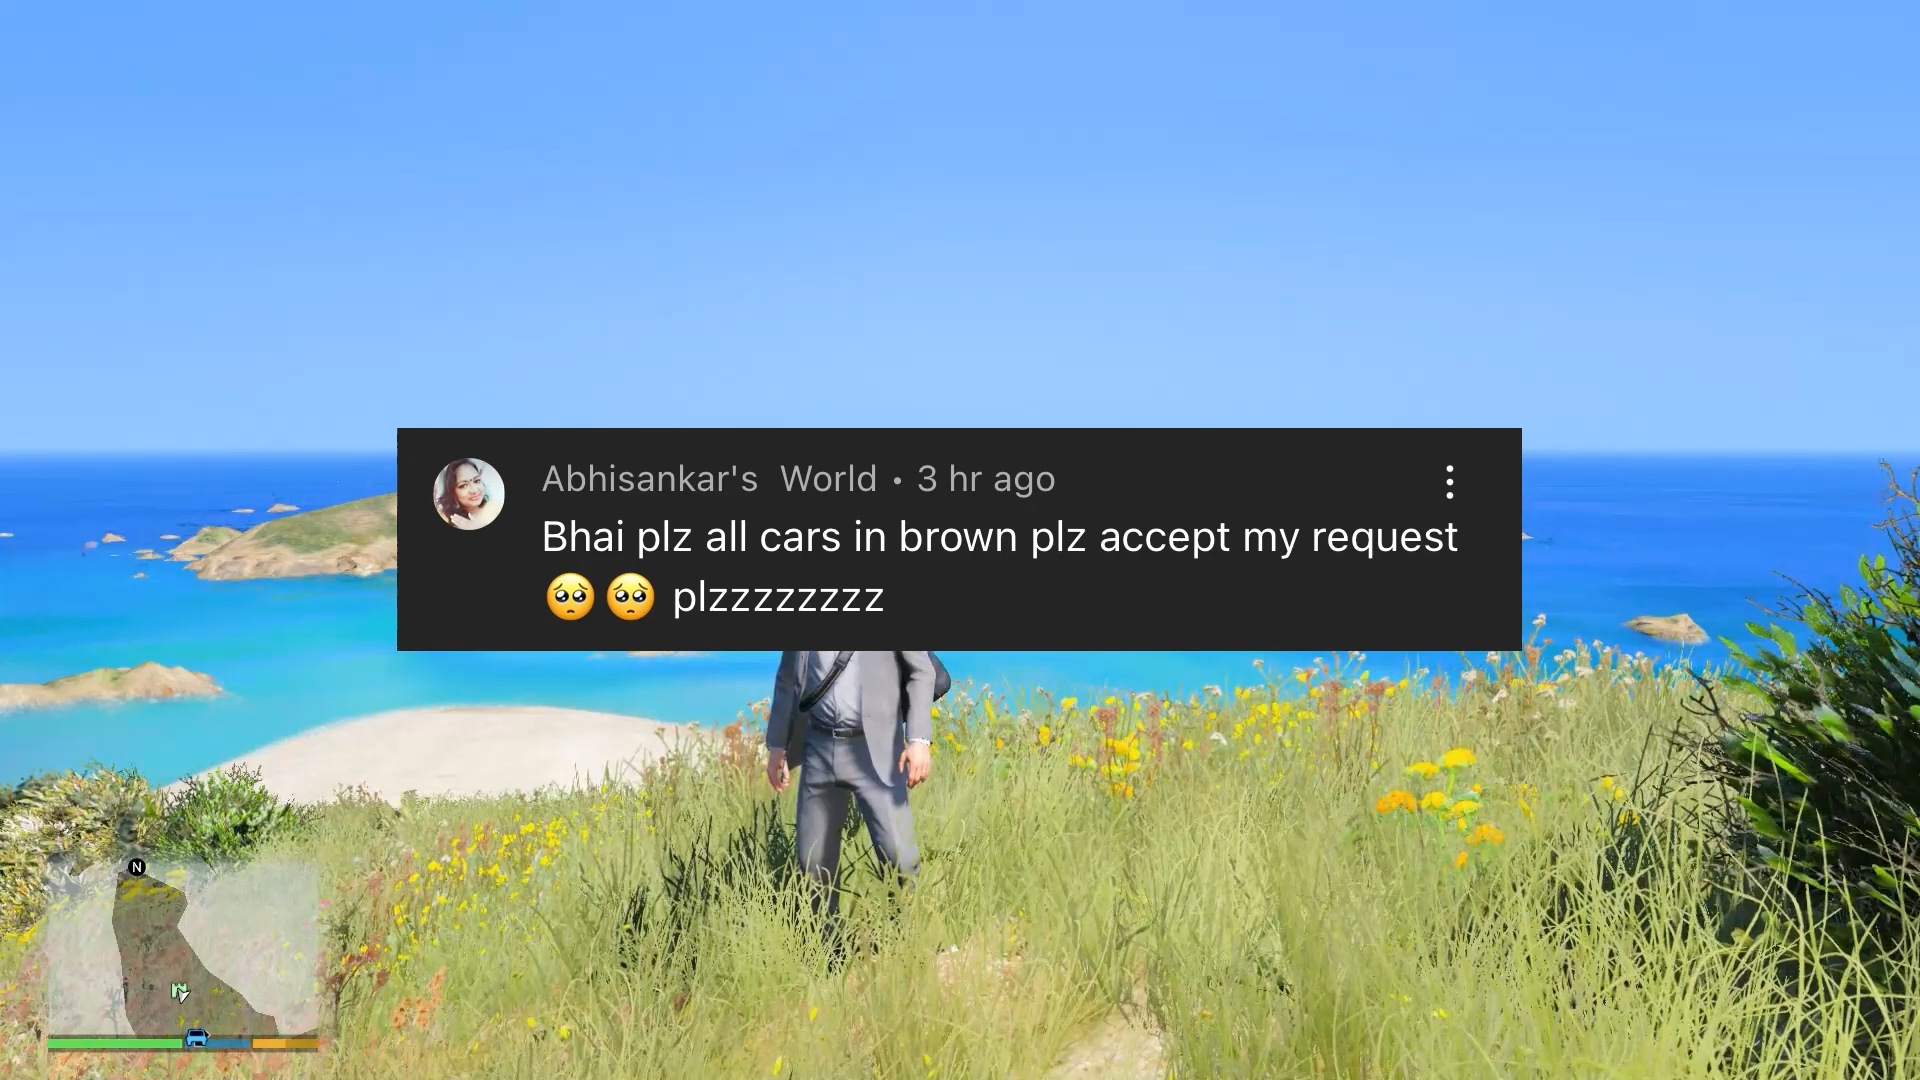 Abhisankar's World • 3 hr ago
Bhai plz all cars in brown plz accept my request
🥺🥺 plzzzzzzzz
N